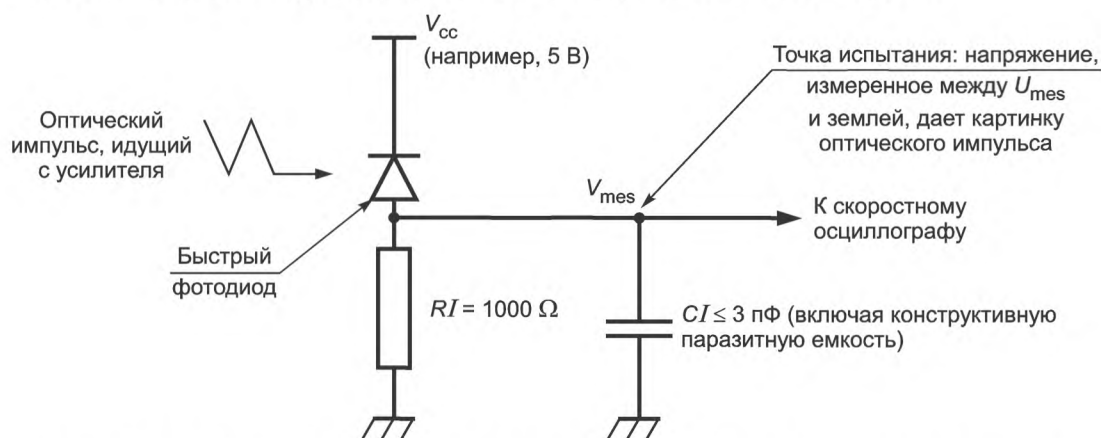 V_cc
(например, 5 В)
Точка испытания: напряжение,
измеренное между U_mes
и землей, дает картинку
оптического импульса
Оптический
импульс, идущий
с усилителя
V_mes
К скоростному
осциллографу
Быстрый
фотодиод
RI = 1000 Ω
CI ≤ 3 пФ (включая конструктивную
паразитную емкость)